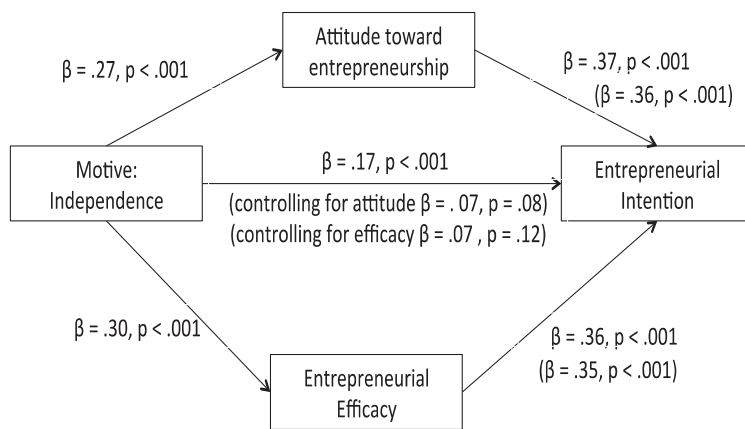 Attitude toward
entrepreneurship
β = .27, p < .001
β = .37, p < .001
(β = .36, p < .001)
Motive:
Independence
β = .17, p < .001
(controlling for attitude β = . 07, p = .08)
(controlling for efficacy β = .07 , p = .12)
Entrepreneurial
Intention
β = .30, p < .001
β = .36, p < .001
(β = .35, p < .001)
Entrepreneurial
Efficacy